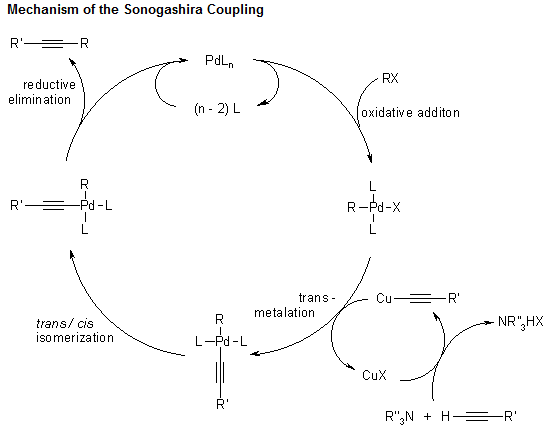 Mechanism of the Sonogashira Coupling
R' R
PdLn
RX
reductive
elimination
(n - 2) L
oxidative additon
R
R' Pd-L
L
L
R-Pd-X
L
trans -
metalation
Cu R'
trans / cis
isomerization
R
L-Pd-L
R'
NR"3HX
CuX
R"3N + H R'